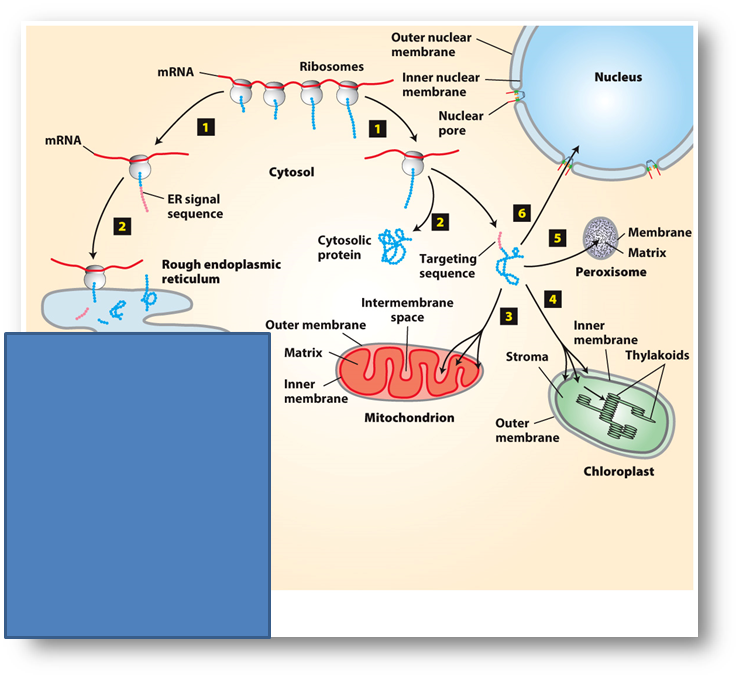 Outer nuclear
membrane
Ribosomes
mRNA
Inner nuclear
membrane
Nucleus
Nuclear
pore
1
1
mRNA
Cytosol
ER signal
sequence
2
2
6
5
Cytosolic
protein
Targeting
sequence
Membrane
Matrix
Peroxisome
Rough endoplasmic
reticulum
Intermembrane
space
3
4
Outer membrane
Matrix
Inner
membrane
Mitochondrion
Inner
membrane
Stroma
Thylakoids
Outer
membrane
Chloroplast